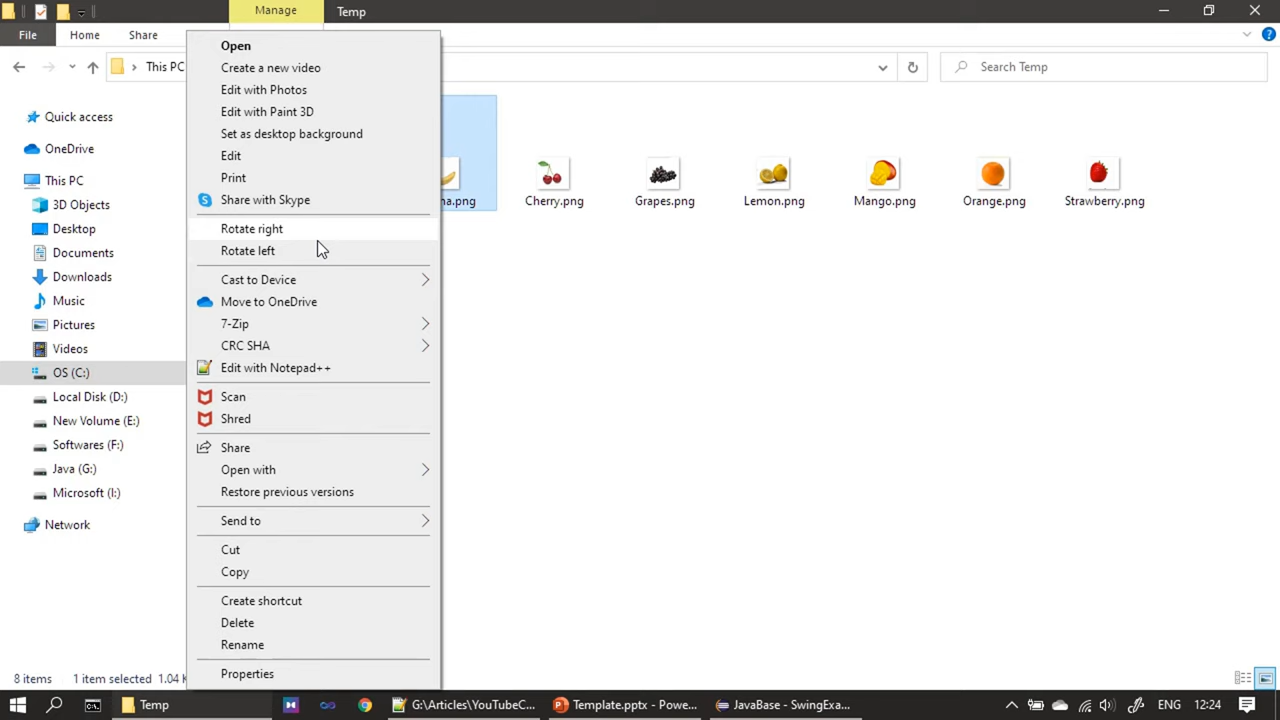 Manage
Temp
File
Home
Share
This PC
Search Temp
Quick access
OneDrive
This PC
3D Objects
Desktop
Documents
Downloads
Music
Pictures
Videos
OS (C:)
Local Disk (D:)
New Volume (E:)
Softwares (F:)
Java (G:)
Microsoft (I:)
Network
Open
Create a new video
Edit with Photos
Edit with Paint 3D
Set as desktop background
Edit
Print
Share with Skype
Rotate right
Rotate left
Cast to Device
Move to OneDrive
7-Zip
CRC SHA
Edit with Notepad++
Scan
Shred
Share
Open with
Restore previous versions
Send to
Cut
Copy
Create shortcut
Delete
Rename
Properties
na.png
Cherry.png
Grapes.png
Lemon.png
Mango.png
Orange.png
Strawberry.png
8 items
1 item selected 1.04 K
Temp
G:\Articles\YouTubeC...
Template.pptx - Powe...
JavaBase - SwingExa...
ENG
12:24